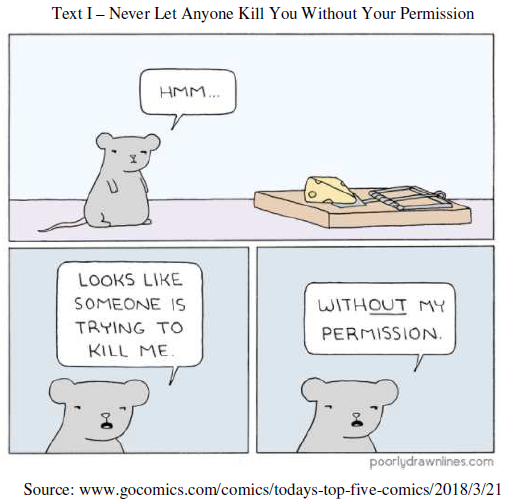 Text I – Never Let Anyone Kill You Without Your Permission
HMM...
LOOKS LIKE
SOMEONE IS
TRYING TO
KILL ME.
WITHOUT MY
PERMISSION.
poorlydrawnlines.com
Source: www.gocomics.com/comics/todays-top-five-comics/2018/3/21